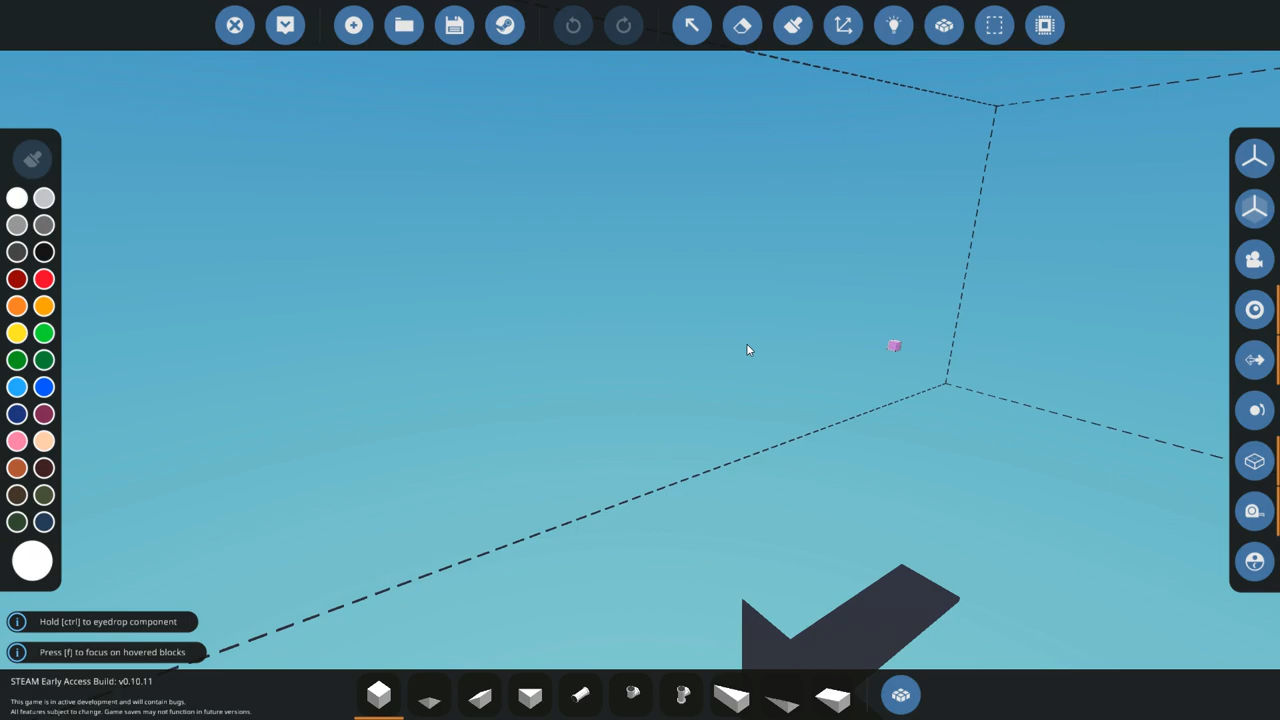 Hold [ctrl] to eyedrop component
Press [f] to focus on hovered blocks
STEAM Early Access Build: v0.10.11
This game is in active development and will contain bugs.
All features subject to change. Game saves may not function in future versions.